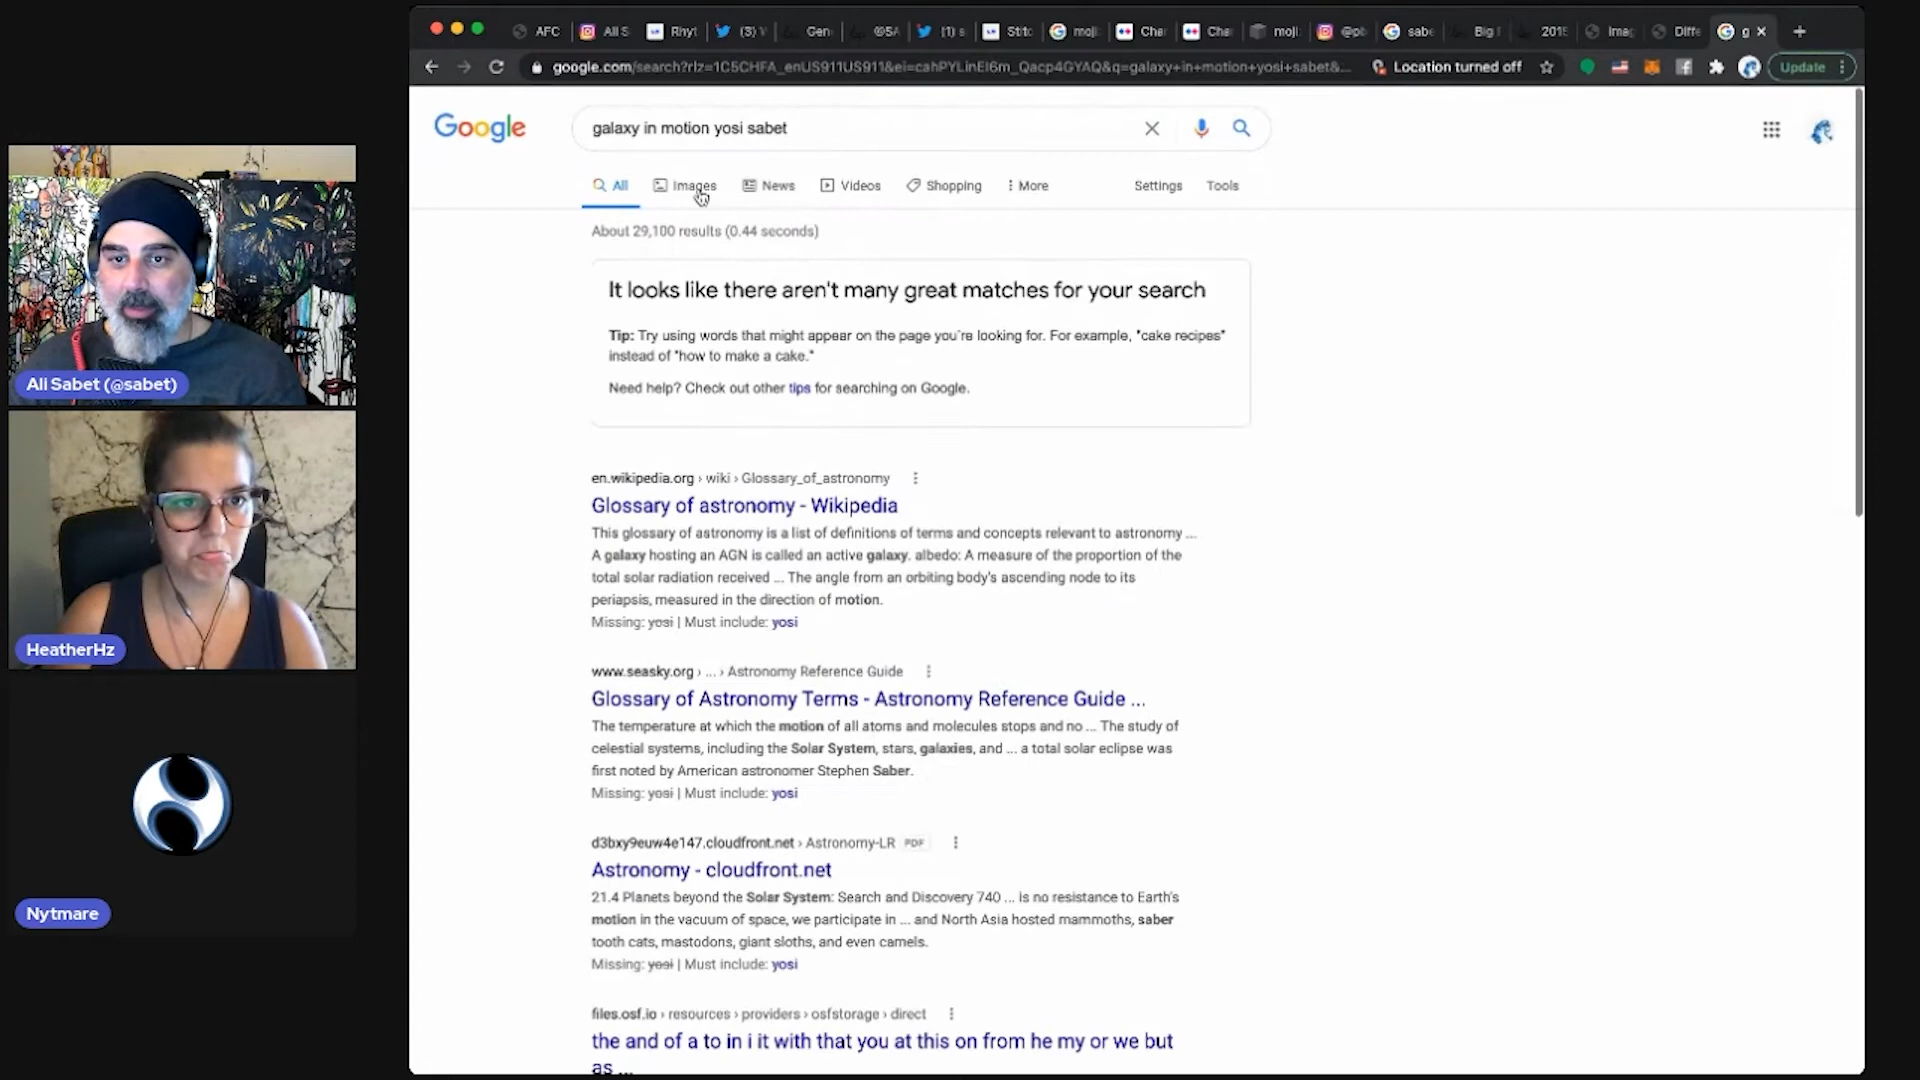 AFC
All S
Rhyt
(3)
Gen
@SA
(1) s
Stitc
moji
Cha
Cha
moji
@pb
sabe
Big I
2015
Imag
Diffe
g
google.com/search?rlz=1C5CHFA_enUS911US911&ei=cahPYLinEI6m_Qacp4GYAQ&q=galaxy+in+motion+yosi+sabet&...
Location turned off
Update
Google
galaxy in motion yosi sabet
All
Images
News
Videos
Shopping
More
Settings
Tools
About 29,100 results (0.44 seconds)
It looks like there aren't many great matches for your search
Tip: Try using words that might appear on the page you're looking for. For example, "cake recipes"
instead of "how to make a cake."
Need help? Check out other tips for searching on Google.
en.wikipedia.org › wiki › Glossary_of_astronomy
Glossary of astronomy - Wikipedia
This glossary of astronomy is a list of definitions of terms and concepts relevant to astronomy ...
A galaxy hosting an AGN is called an active galaxy. albedo: A measure of the proportion of the
total solar radiation received ... The angle from an orbiting body's ascending node to its
periapsis, measured in the direction of motion.
Missing: yosi | Must include: yosi
www.seasky.org › ... › Astronomy Reference Guide
Glossary of Astronomy Terms - Astronomy Reference Guide ...
The temperature at which the motion of all atoms and molecules stops and no ... The study of
celestial systems, including the Solar System, stars, galaxies, and ... a total solar eclipse was
first noted by American astronomer Stephen Saber.
Missing: yosi | Must include: yosi
d3bxy9euw4e147.cloudfront.net › Astronomy-LR PDF
Astronomy - cloudfront.net
21.4 Planets beyond the Solar System: Search and Discovery 740 ... is no resistance to Earth's
motion in the vacuum of space, we participate in ... and North Asia hosted mammoths, saber
tooth cats, mastodons, giant sloths, and even camels.
Missing: yosi | Must include: yosi
files.osf.io › resources › providers › osfstorage › direct
the and of a to in i it with that you at this on from he my or we but
as ...
Ali Sabet (@sabet)
HeatherHz
Nytmare